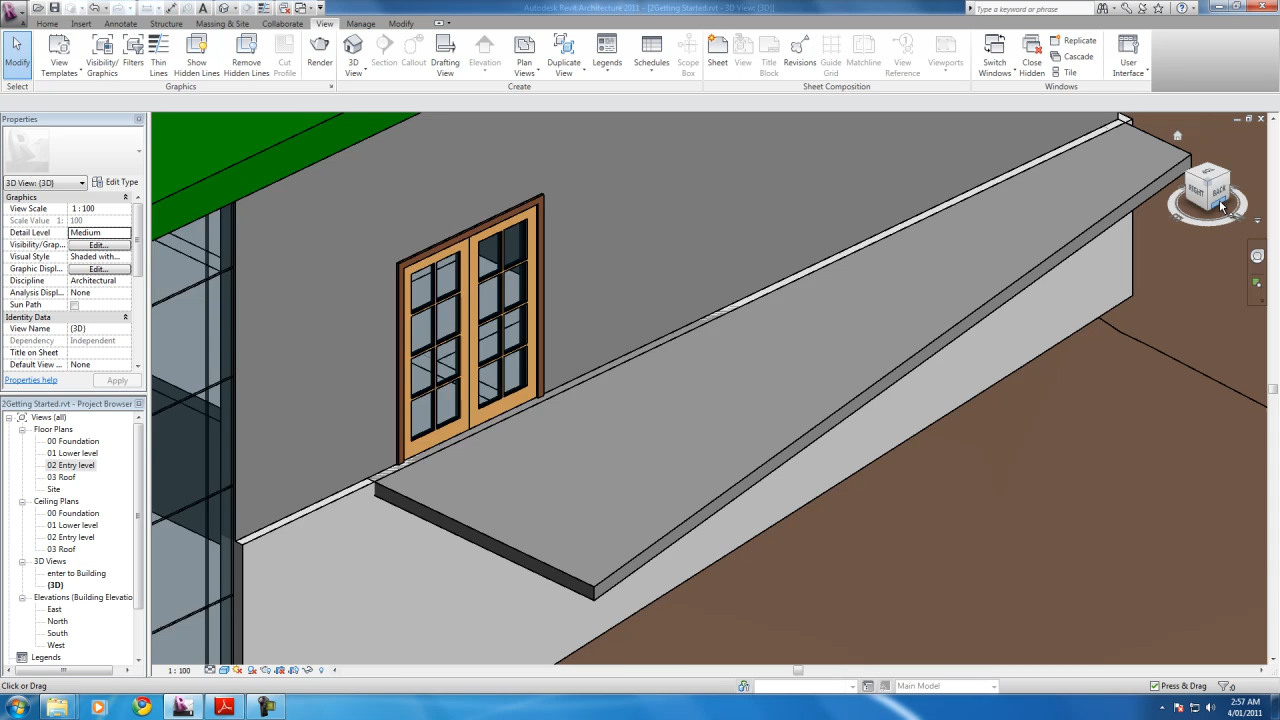 Autodesk Revit Architecture 2011 - [2Getting Started.rvt - 3D View: {3D}]
Type a keyword or phrase
Home Insert Annotate Structure Massing & Site Collaborate View Manage Modify
Modify
View Templates
Visibility/ Graphics
Filters
Thin Lines
Show Hidden Lines
Remove Hidden Lines
Cut Profile
Render
3D View
Section
Callout
Drafting View
Elevation
Plan Views
Duplicate View
Legends
Schedules
Scope Box
Sheet
View
Title Block
Revisions
Guide Grid
Matchline
View Reference
Viewports
Switch Windows
Close Hidden
Replicate
Cascade
Tile
User Interface
Select Graphics Create Sheet Composition Windows
Properties
3D View: {3D} Edit Type
Graphics
View Scale 1 : 100
Scale Value 1: 100
Detail Level Medium
Visibility/Grap... Edit...
Visual Style Shaded with...
Graphic Displ... Edit...
Discipline Architectural
Analysis Displ... None
Sun Path
Identity Data
View Name {3D}
Dependency Independent
Title on Sheet
Default View ... None
Properties help Apply
2Getting Started.rvt - Project Browser
Views (all)
Floor Plans
00 Foundation
01 Lower level
02 Entry level
03 Roof
Site
Ceiling Plans
00 Foundation
01 Lower level
02 Entry level
03 Roof
3D Views
enter to Building
{3D}
Elevations (Building Elevatio
East
North
South
West
Legends
TOP
RIGHT
BACK
1 : 100
Click or Drag
Main Model
Press & Drag
:0
2:57 AM
4/01/2011